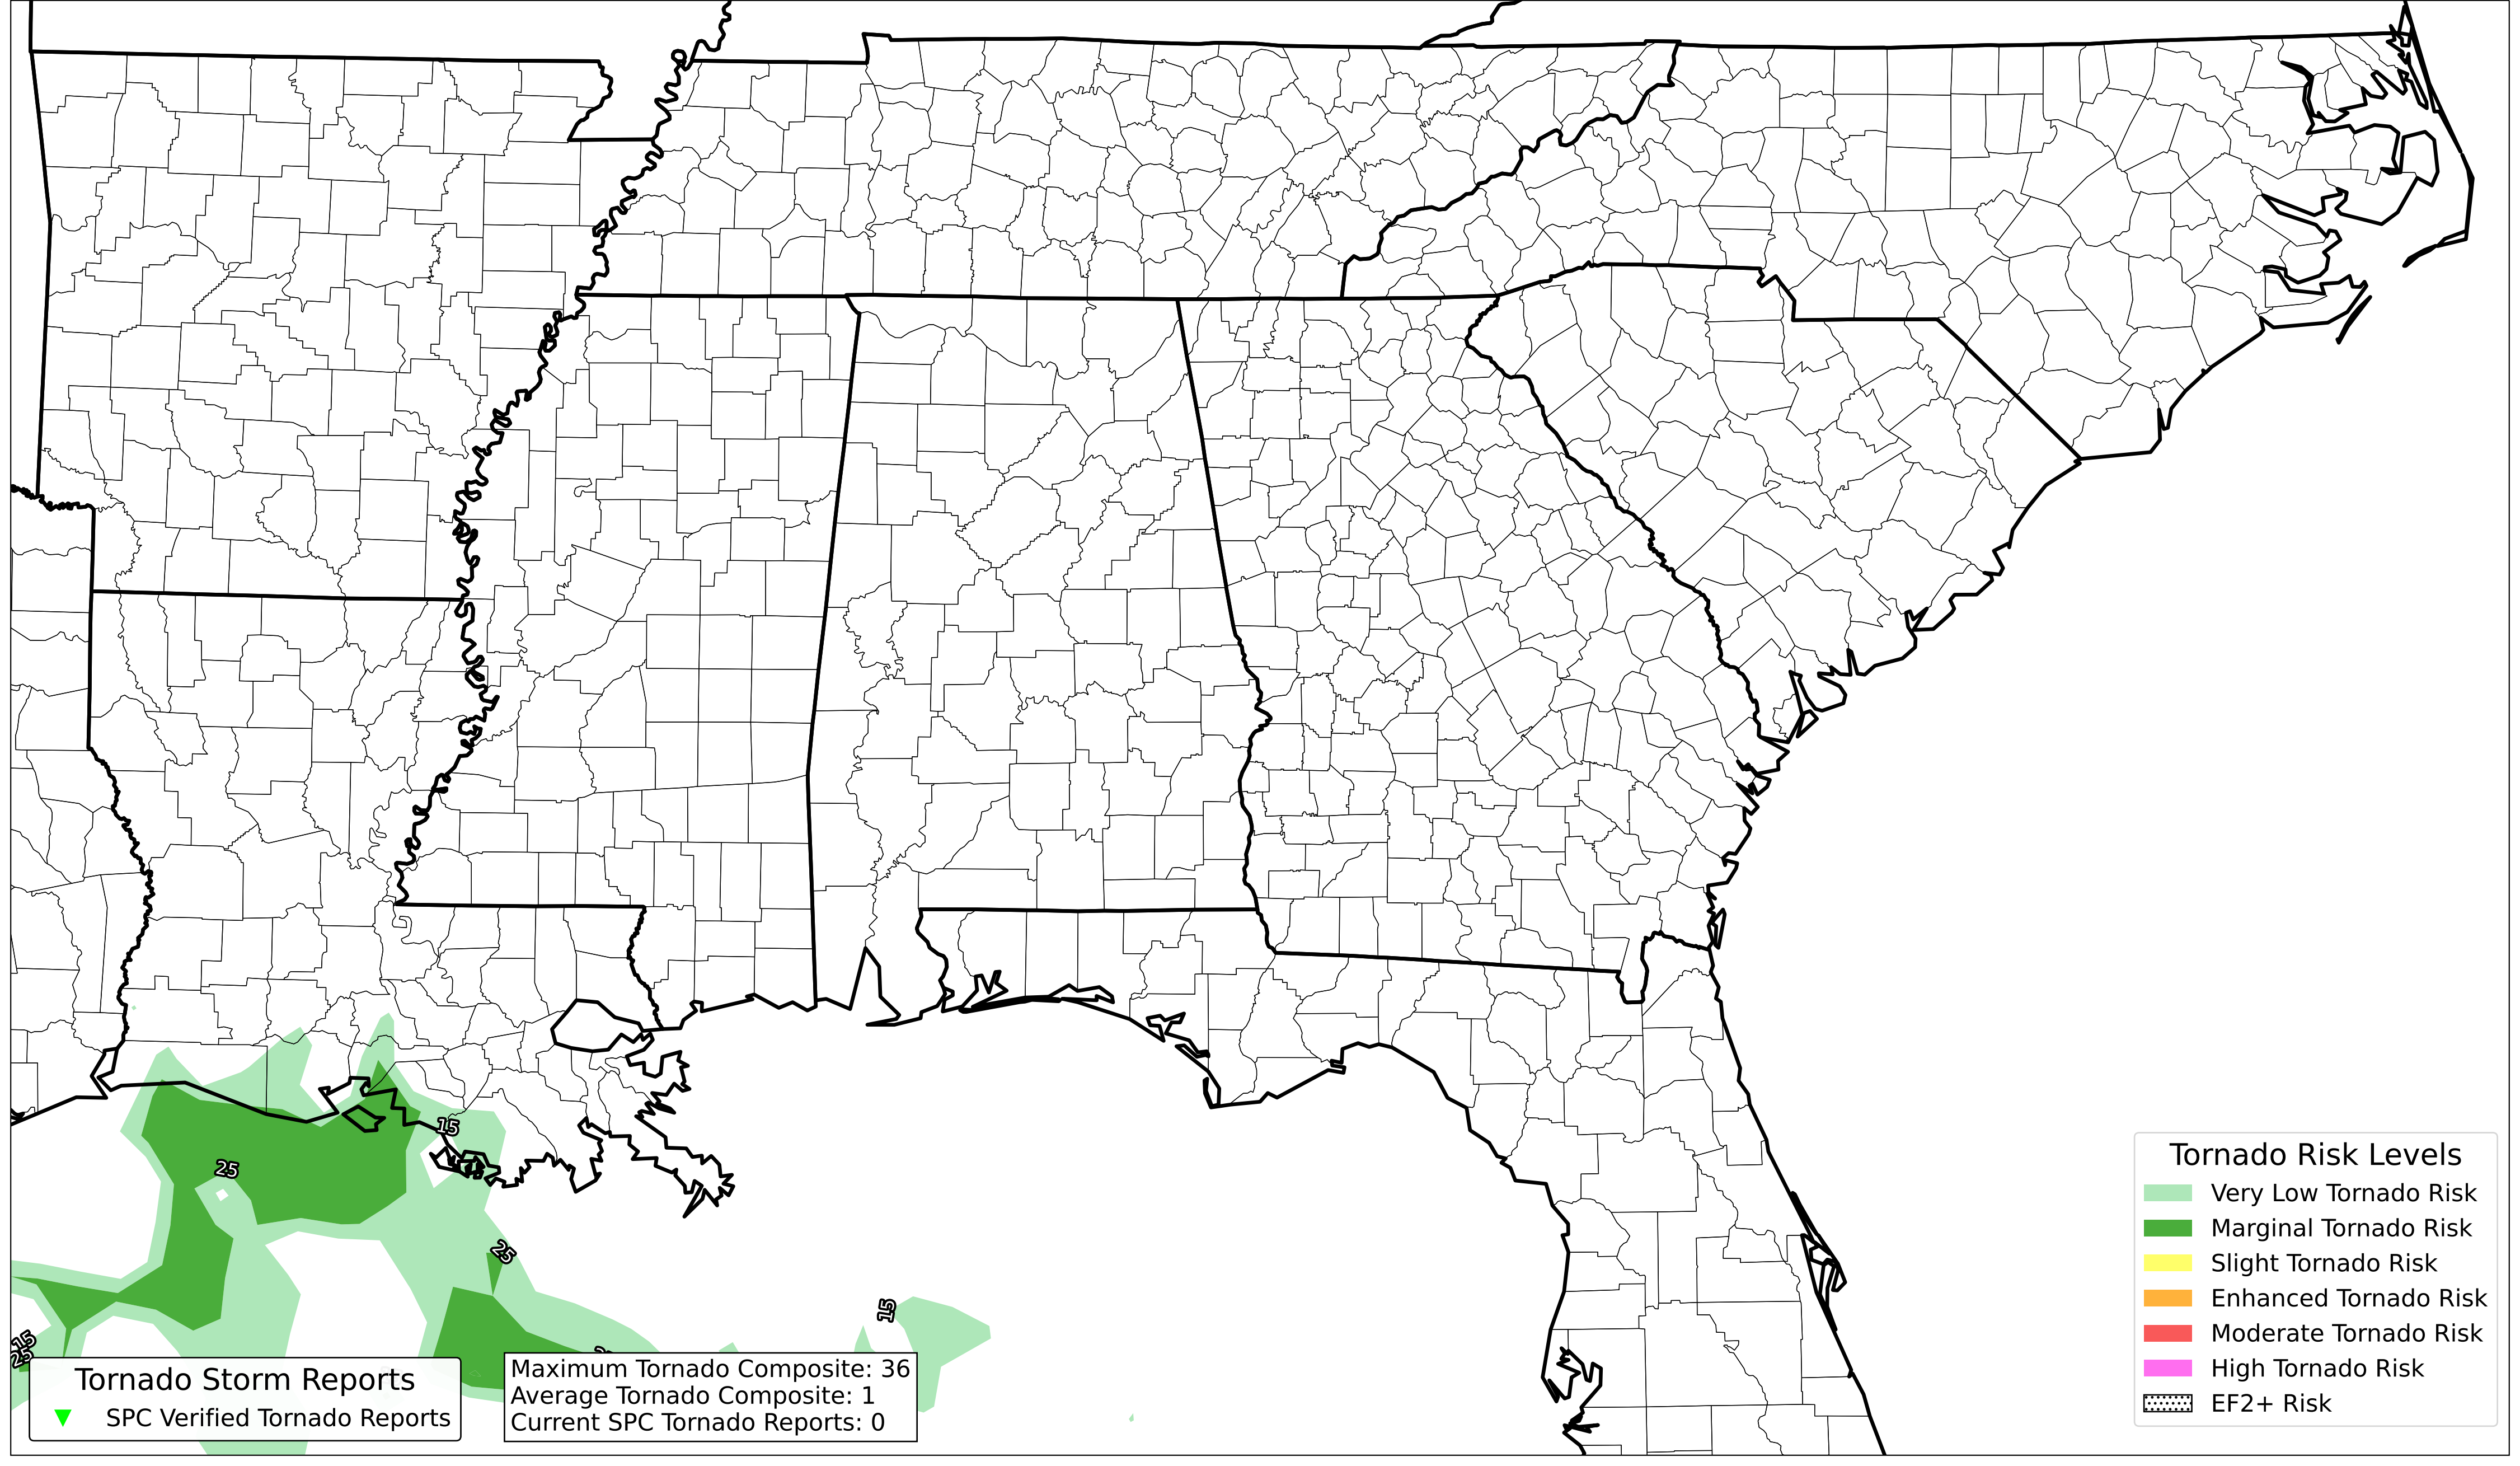 15
25
25
15
15
25
Tornado Storm Reports
SPC Verified Tornado Reports
Maximum Tornado Composite: 36
Average Tornado Composite: 1
Current SPC Tornado Reports: 0
Tornado Risk Levels
Very Low Tornado Risk
Marginal Tornado Risk
Slight Tornado Risk
Enhanced Tornado Risk
Moderate Tornado Risk
High Tornado Risk
EF2+ Risk